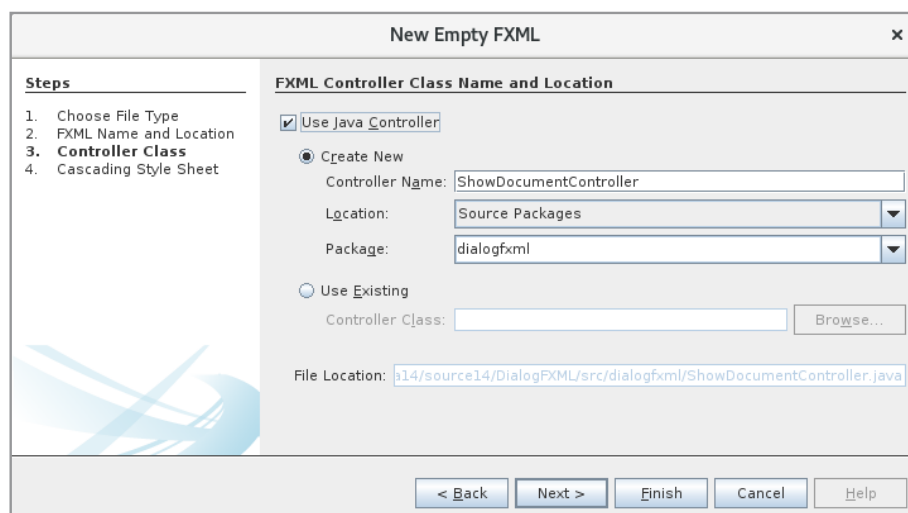 New Empty FXML
Steps
1. Choose File Type
2. FXML Name and Location
3. Controller Class
4. Cascading Style Sheet
FXML Controller Class Name and Location
Use Java Controller
Create New
Controller Name: ShowDocumentController
Location: Source Packages
Package: dialogfxml
Use Existing
Controller Class:
Browse...
File Location: a14/source14/DialogFXML/src/dialogfxml/ShowDocumentController.java
< Back Next > Finish Cancel Help